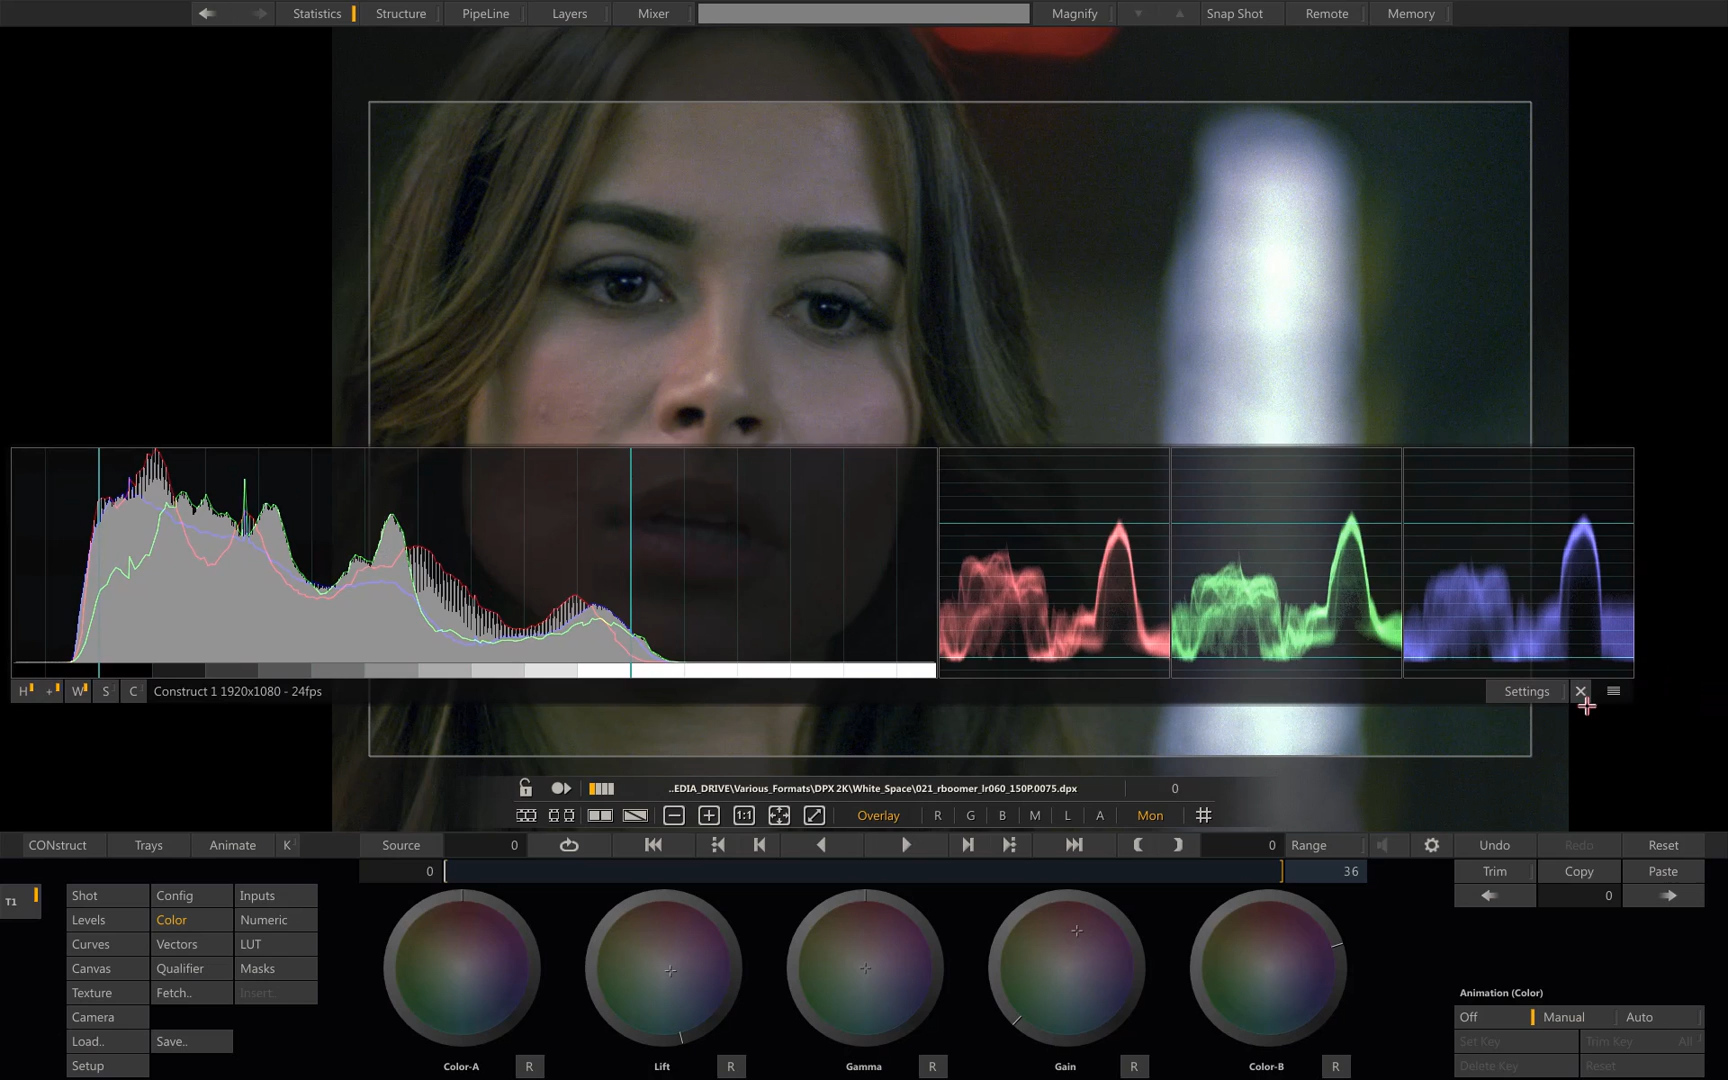 Statistics Structure PipeLine Layers Mixer Magnify Snap Shot Remote Memory
H + W S C Construct 1 1920x1080 - 24fps Settings
..EDIA_DRIVE\Various_Formats\DPX 2K\White_Space\021_rboomer_lr060_150P.0075.dpx 0
1:1 Overlay R G B M L A Mon
CONstruct Trays Animate K Source 0 0 Range Undo Redo Reset
0 36 Trim Copy Paste
T1 Shot Config Inputs 0
Levels Color Numeric
Curves Vectors LUT
Canvas Qualifier Masks
Texture Fetch.. Insert.. Animation (Color)
Camera Off Manual Auto
Load.. Save.. Set Key Trim Key All
Setup Color-A R Lift R Gamma R Gain R Color-B R Delete Key Reset